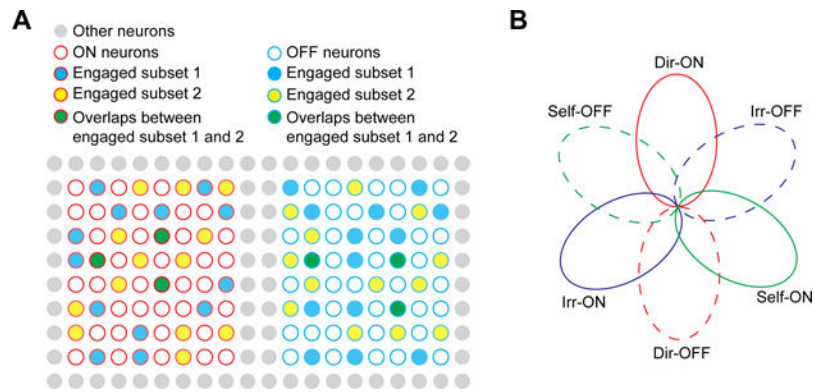 A
Other neurons
ON neurons
Engaged subset 1
Engaged subset 2
Overlaps between
engaged subset 1 and 2
OFF neurons
Engaged subset 1
Engaged subset 2
Overlaps between
engaged subset 1 and 2
B
Dir-ON
Self-OFF
Irr-OFF
Irr-ON
Self-ON
Dir-OFF